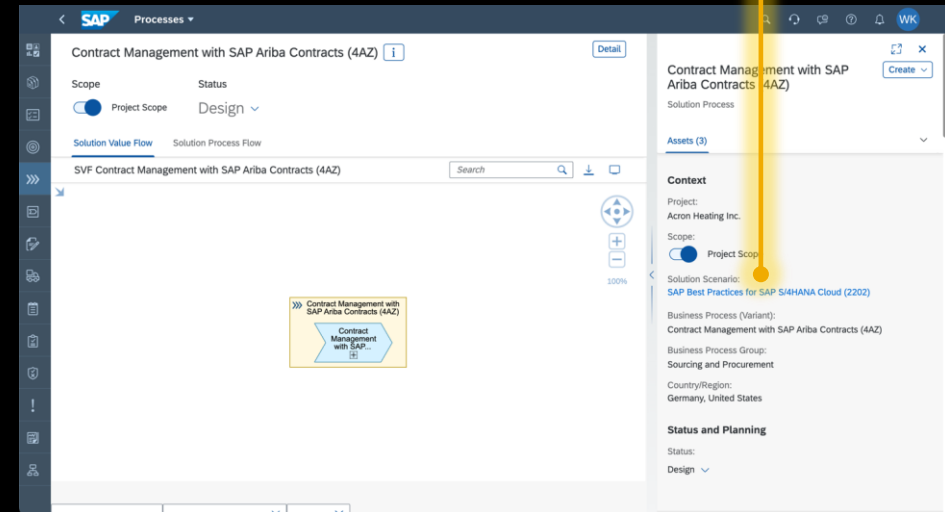 SAP Processes
WK
Contract Management with SAP Ariba Contracts (4AZ) i
Detail
Scope
Status
Project Scope
Design
Solution Value Flow Solution Process Flow
SVF Contract Management with SAP Ariba Contracts (4AZ)
Search
100%
Contract Management with
SAP Ariba Contracts (4AZ)
Contract
Management
with SAP...
Contract Management with SAP
Ariba Contracts (4AZ)
Create
Solution Process
Assets (3)
Context
Project:
Acron Heating Inc.
Scope:
Project Scope
Solution Scenario:
SAP Best Practices for SAP S/4HANA Cloud (2202)
Business Process (Variant):
Contract Management with SAP Ariba Contracts (4AZ)
Business Process Group:
Sourcing and Procurement
Country/Region:
Germany, United States
Status and Planning
Status:
Design